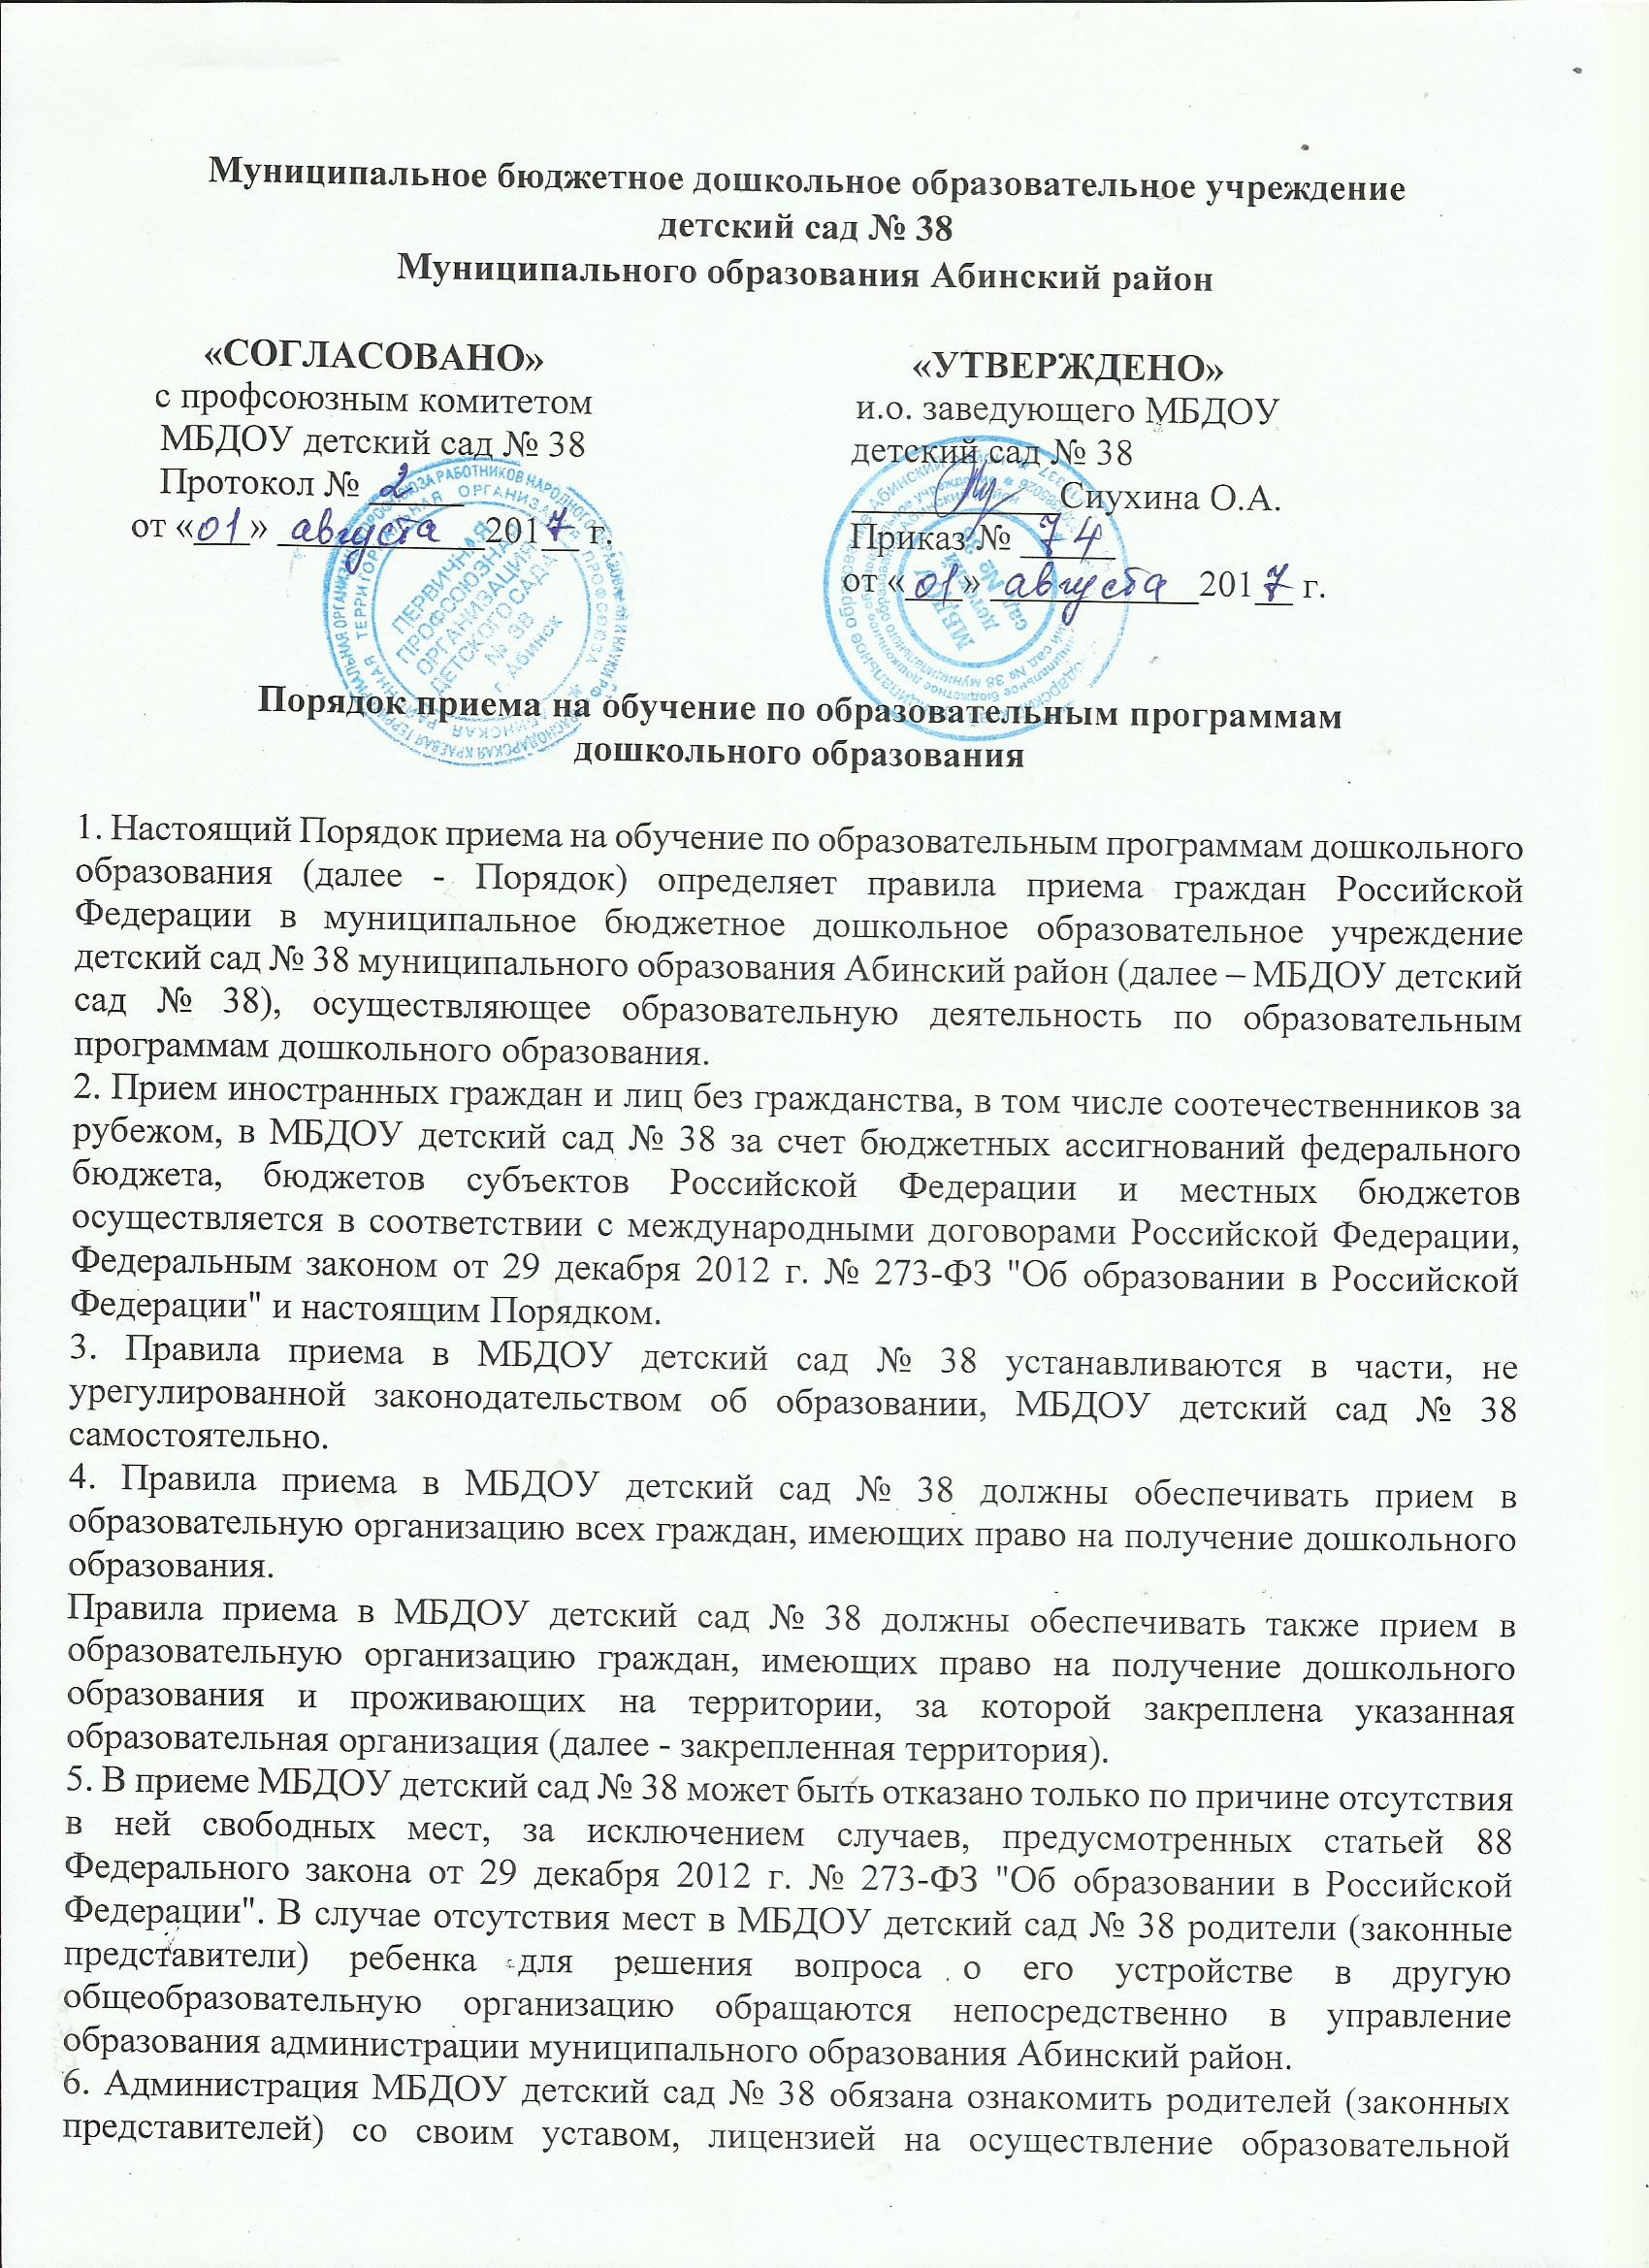 Муниципальное бюджетное дошкольное образовательное учреждение
детский сад № 38
Муниципального образования Абинский район
«СОГЛАСОВАНО»
с профсоюзным комитетом
МБДОУ детский сад № 38
Протокол № 2
от «01» августа 2017 г.
«УТВЕРЖДЕНО»
и.о. заведующего МБДОУ
детский сад № 38
Сиухина О.А.
Приказ № 74
от «01» августа 2017 г.
ПЕРВИЧНАЯ
ПРОФСОЮЗНАЯ
ОРГАНИЗАЦИЯ
ДЕТСКОГО САДА
№ 38
г. Абинск
МБДОУ
детский
сад №
38
Порядок приема на обучение по образовательным программам
дошкольного образования
1. Настоящий Порядок приема на обучение по образовательным программам дошкольного
образования (далее - Порядок) определяет правила приема граждан Российской
Федерации в муниципальное бюджетное дошкольное образовательное учреждение
детский сад № 38 муниципального образования Абинский район (далее – МБДОУ детский
сад № 38), осуществляющее образовательную деятельность по образовательным
программам дошкольного образования.
2. Прием иностранных граждан и лиц без гражданства, в том числе соотечественников за
рубежом, в МБДОУ детский сад № 38 за счет бюджетных ассигнований федерального
бюджета, бюджетов субъектов Российской Федерации и местных бюджетов
осуществляется в соответствии с международными договорами Российской Федерации,
Федеральным законом от 29 декабря 2012 г. № 273-ФЗ "Об образовании в Российской
Федерации" и настоящим Порядком.
3. Правила приема в МБДОУ детский сад № 38 устанавливаются в части, не
урегулированной законодательством об образовании, МБДОУ детский сад № 38
самостоятельно.
4. Правила приема в МБДОУ детский сад № 38 должны обеспечивать прием в
образовательную организацию всех граждан, имеющих право на получение дошкольного
образования.
Правила приема в МБДОУ детский сад № 38 должны обеспечивать также прием в
образовательную организацию граждан, имеющих право на получение дошкольного
образования и проживающих на территории, за которой закреплена указанная
образовательная организация (далее - закрепленная территория).
5. В приеме МБДОУ детский сад № 38 может быть отказано только по причине отсутствия
в ней свободных мест, за исключением случаев, предусмотренных статьей 88
Федерального закона от 29 декабря 2012 г. № 273-ФЗ "Об образовании в Российской
Федерации". В случае отсутствия мест в МБДОУ детский сад № 38 родители (законные
представители) ребенка для решения вопроса о его устройстве в другую
общеобразовательную организацию обращаются непосредственно в управление
образования администрации муниципального образования Абинский район.
6. Администрация МБДОУ детский сад № 38 обязана ознакомить родителей (законных
представителей) со своим уставом, лицензией на осуществление образовательной